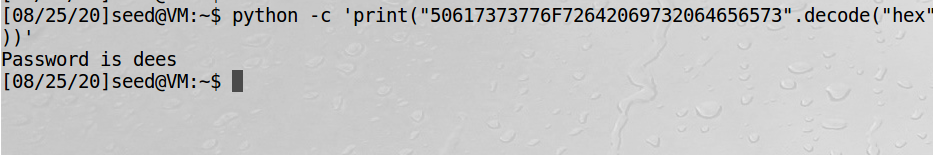 [08/25/20]seed@VM:~$ python -c 'print("50617373776F72642069732064656573".decode("hex"
))'
Password is dees
[08/25/20]seed@VM:~$